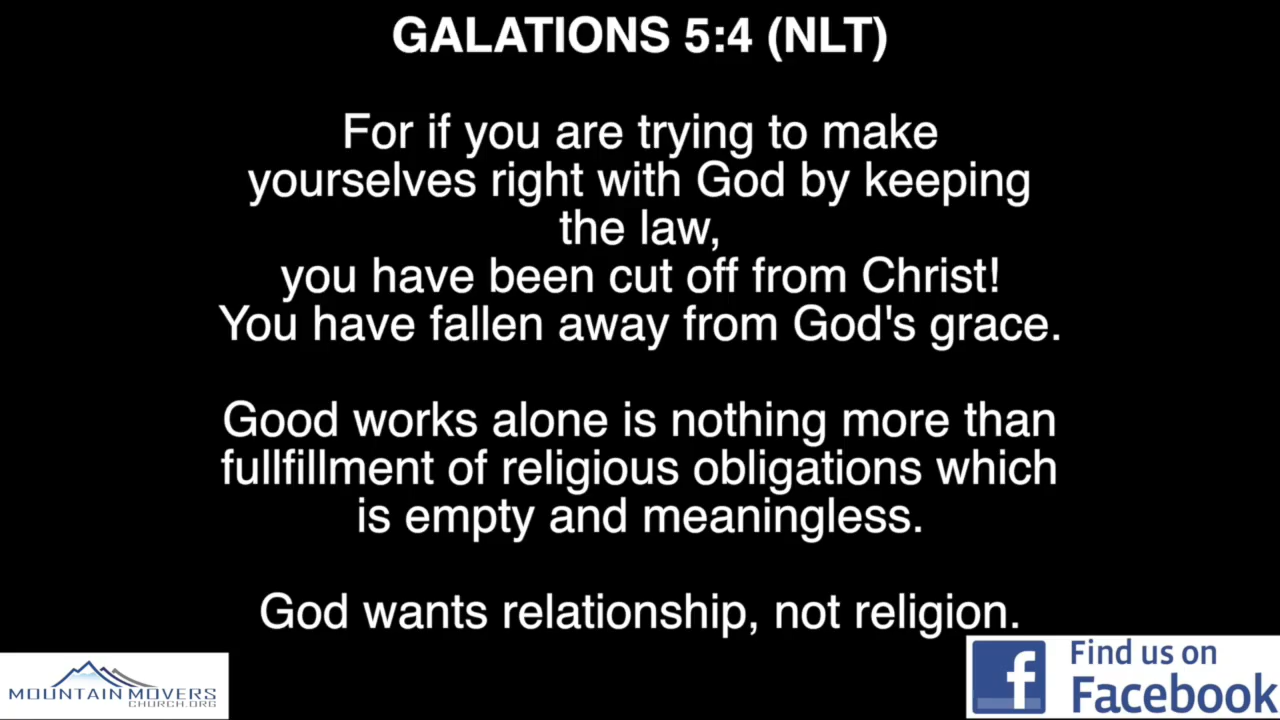 GALATIONS 5:4 (NLT)
For if you are trying to make
yourselves right with God by keeping
the law,
you have been cut off from Christ!
You have fallen away from God's grace.
Good works alone is nothing more than
fullfillment of religious obligations which
is empty and meaningless.
God wants relationship, not religion.
MOUNTAIN MOVERS
CHURCH.ORG
f
Find us on
Facebook